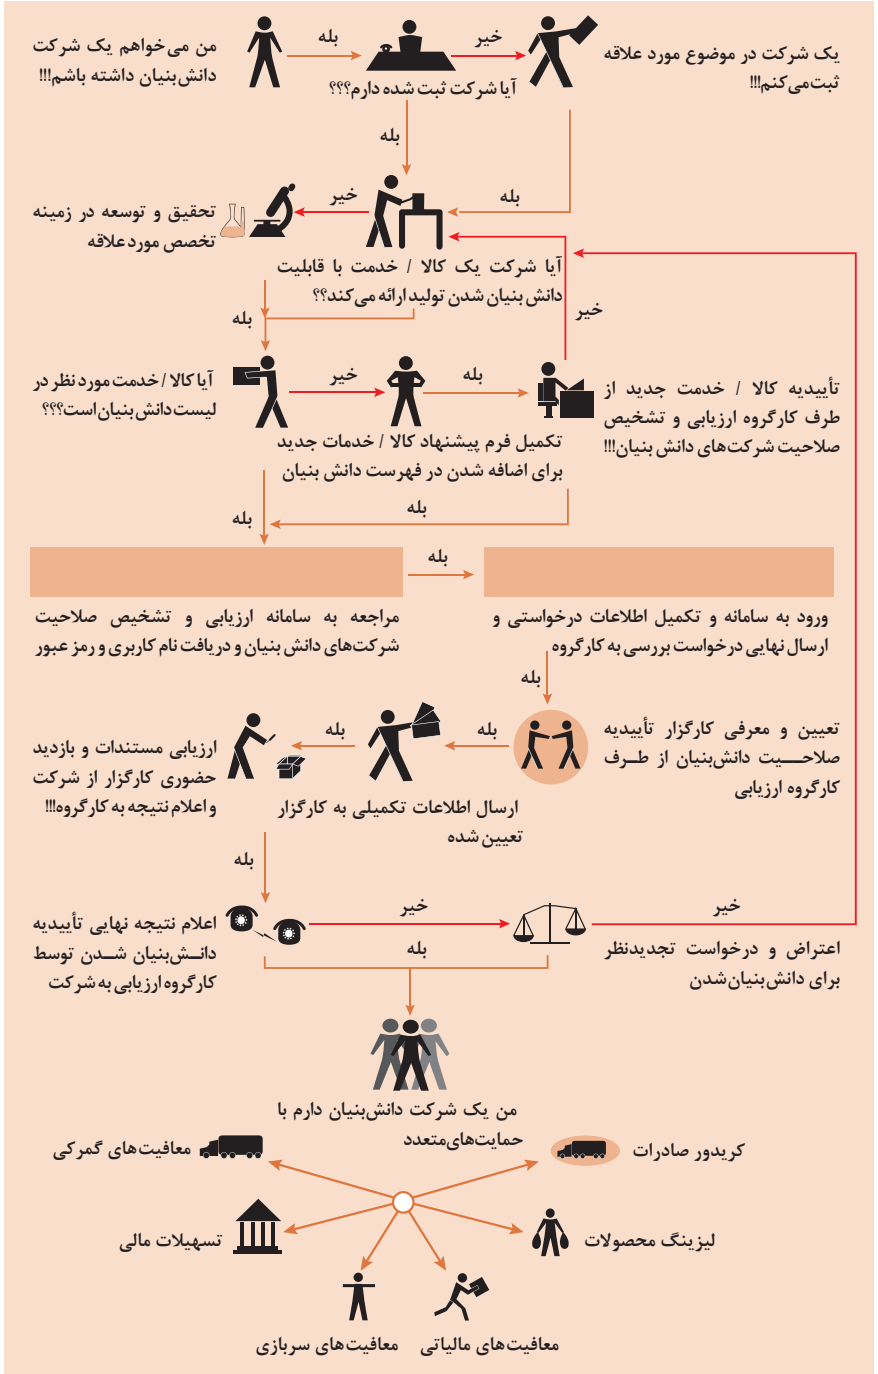 من می‌خواهم یک شرکت
دانش‌بنیان داشته باشم!!!
بله
آیا شرکت ثبت شده دارم؟؟؟
خیر
یک شرکت در موضوع مورد علاقه
ثبت‌می‌کنم!!!
بله
بله
خیر
تحقیق و توسعه در زمینه
تخصص مورد علاقه
آیا شرکت یک کالا / خدمت با قابلیت
دانش‌بنیان شدن تولید ارائه می‌کند؟؟
بله
خیر
آیا کالا / خدمت مورد نظر در
لیست دانش‌بنیان است؟؟؟
خیر
بله
تکمیل فرم پیشنهاد کالا / خدمات جدید
برای اضافه شدن در فهرست دانش بنیان
تأییدیه کالا / خدمت جدید از
طرف کارگروه ارزیابی و تشخیص
صلاحیت شرکت‌های دانش بنیان!!!
بله
بله
بله
مراجعه به سامانه ارزیابی و تشخیص صلاحیت
شرکت‌های دانش بنیان و دریافت نام کاربری و رمز عبور
ورود به سامانه و تکمیل اطلاعات درخواستی و
ارسال نهایی درخواست بررسی به کارگروه
بله
تعیین و معرفی کارگزار تأییدیه
صلاحــــیت دانش‌بنیان از طــرف
کارگروه ارزیابی
بله
ارسال اطلاعات تکمیلی به کارگزار
تعیین شده
بله
ارزیابی مستندات و بازدید
حضوری کارگزار از شرکت
و اعلام نتیجه به کارگروه!!!
بله
اعلام نتیجه نهایی تأییدیه
دانــش‌بنیان شــدن توسط
کارگروه ارزیابی به شرکت
خیر
بله
خیر
اعتراض و درخواست تجدیدنظر
برای دانش‌بنیان‌شدن
من یک شرکت دانش‌بنیان دارم با
حمایت‌های‌متعدد
کریدور صادرات
معافیت‌های گمرکی
لیزینگ محصولات
تسهیلات مالی
معافیت‌های مالیاتی
معافیت‌های سربازی